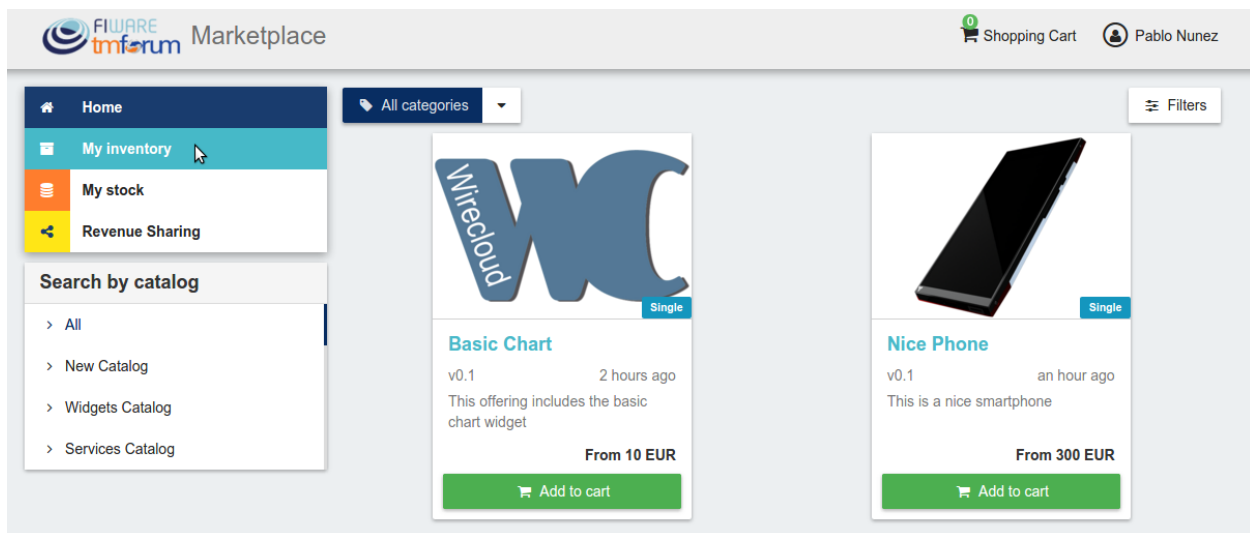 FIWARE
tmforum
Marketplace
0
Shopping Cart
Pablo Nunez
Home
My inventory
My stock
Revenue Sharing
Search by catalog
All
New Catalog
Widgets Catalog
Services Catalog
All categories
Filters
Wirecloud
WC
Single
Basic Chart
v0.1 2 hours ago
This offering includes the basic
chart widget
From 10 EUR
Add to cart
Single
Nice Phone
v0.1 an hour ago
This is a nice smartphone
From 300 EUR
Add to cart